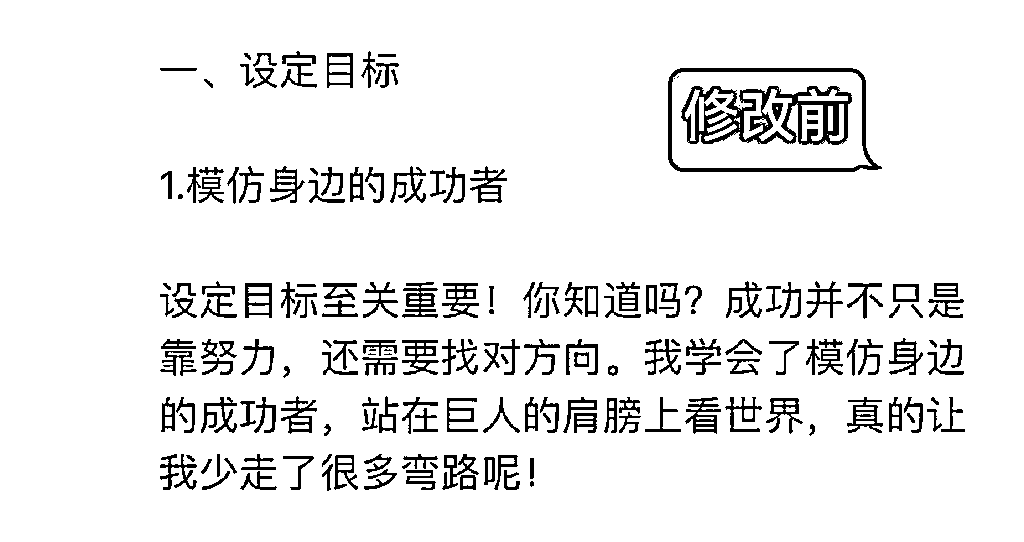 一、设定目标
修改前
1.模仿身边的成功者
设定目标至关重要！你知道吗？成功并不只是
靠努力，还需要找对方向。我学会了模仿身边
的成功者，站在巨人的肩膀上看世界，真的让
我少走了很多弯路呢！